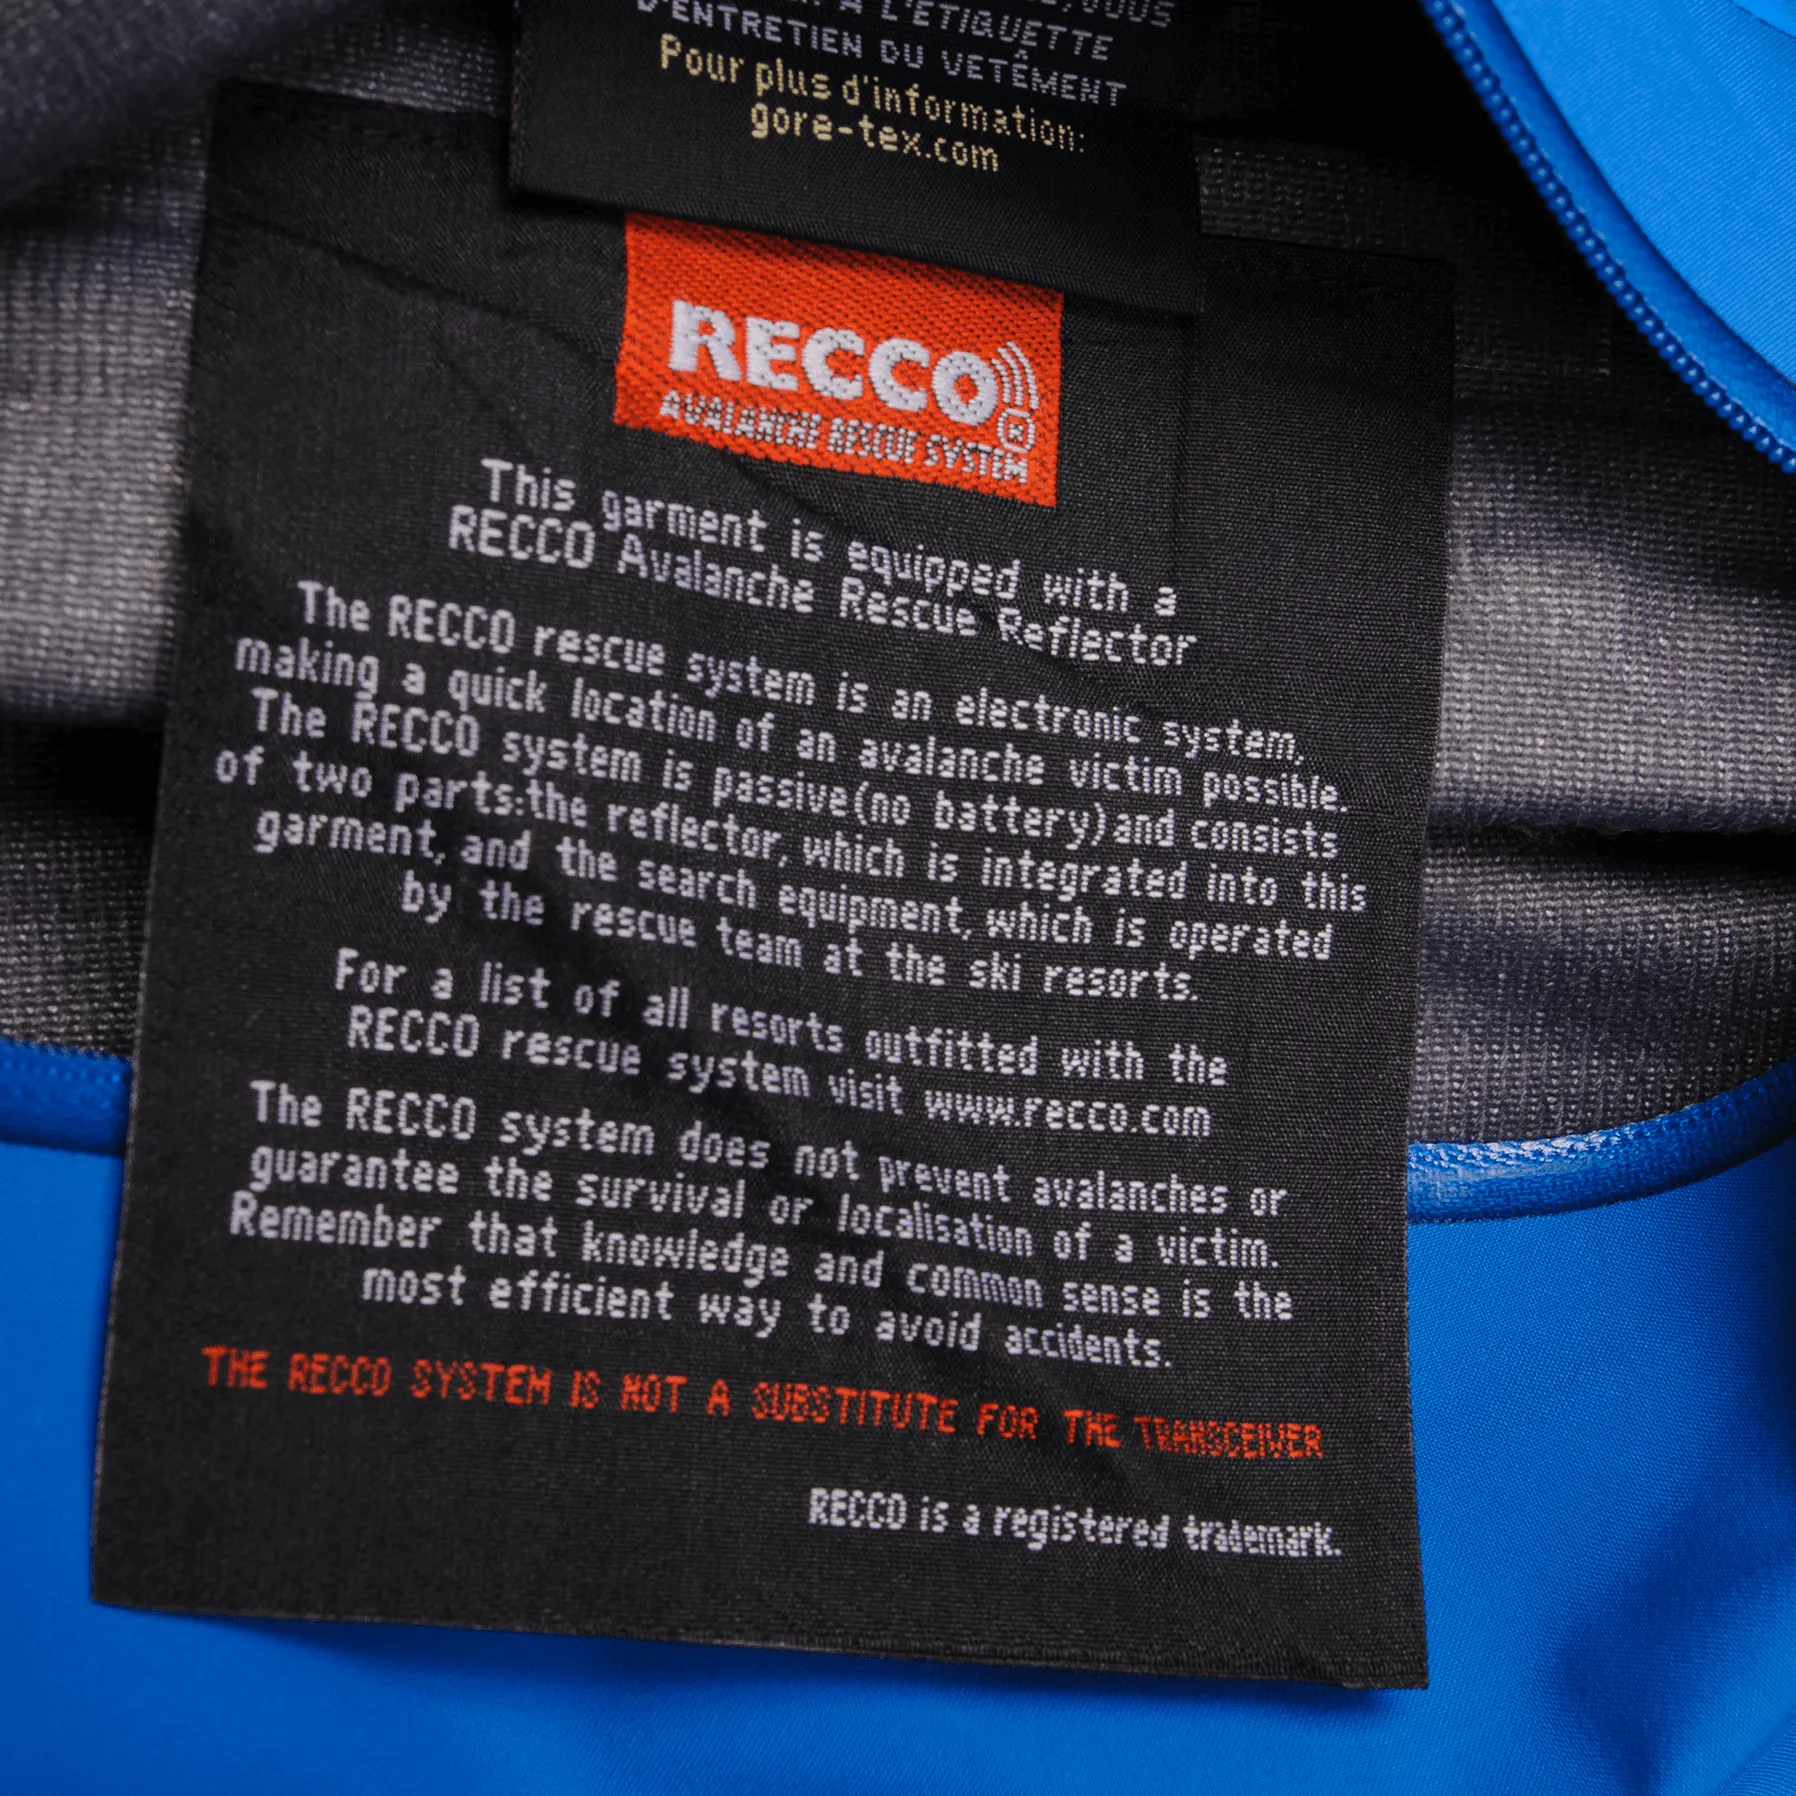 À L'ÉTIQUETTE
D'ENTRETIEN DU VETÊMENT
Pour plus d'information:
gore-tex.com
RECCO®
AVALANCHE RESCUE SYSTEM
This garment is equipped with a
RECCO Avalanche Rescue Reflector
The RECCO rescue system is an electronic system,
making a quick location of an avalanche victim possible.
The RECCO system is passive(no battery)and consists
of two parts:the reflector, which is integrated into this
garment, and the search equipment, which is operated
by the rescue team at the ski resorts.
For a list of all resorts outfitted with the
RECCO rescue system visit www.recco.com
The RECCO system does not prevent avalanches or
guarantee the survival or localisation of a victim.
Remember that knowledge and common sense is the
most efficient way to avoid accidents.
THE RECCO SYSTEM IS NOT A SUBSTITUTE FOR THE TRANSCEIVER
RECCO is a registered trademark.